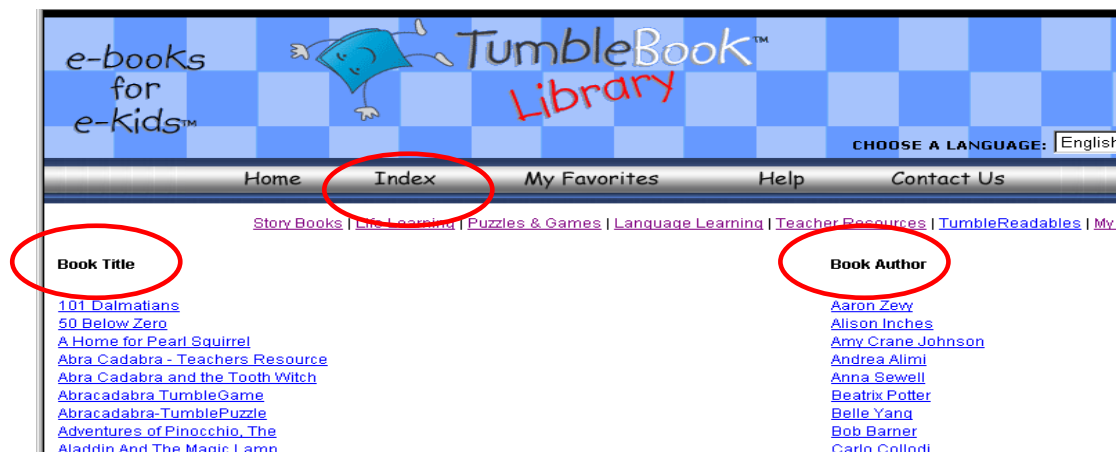 e-books
for
e-kids™
TumbleBook™
Library
CHOOSE A LANGUAGE: English
Home Index My Favorites Help Contact Us
Story Books | Life Learning | Puzzles & Games | Language Learning | Teacher Resources | TumbleReadables | My
Book Title
101 Dalmatians
50 Below Zero
A Home for Pearl Squirrel
Abra Cadabra - Teachers Resource
Abra Cadabra and the Tooth Witch
Abracadabra TumbleGame
Abracadabra-TumblePuzzle
Adventures of Pinocchio, The
Aladdin And The Magic Lamp
Book Author
Aaron Zevy
Alison Inches
Amy Crane Johnson
Andrea Alimi
Anna Sewell
Beatrix Potter
Belle Yang
Bob Barner
Carlo Collodi